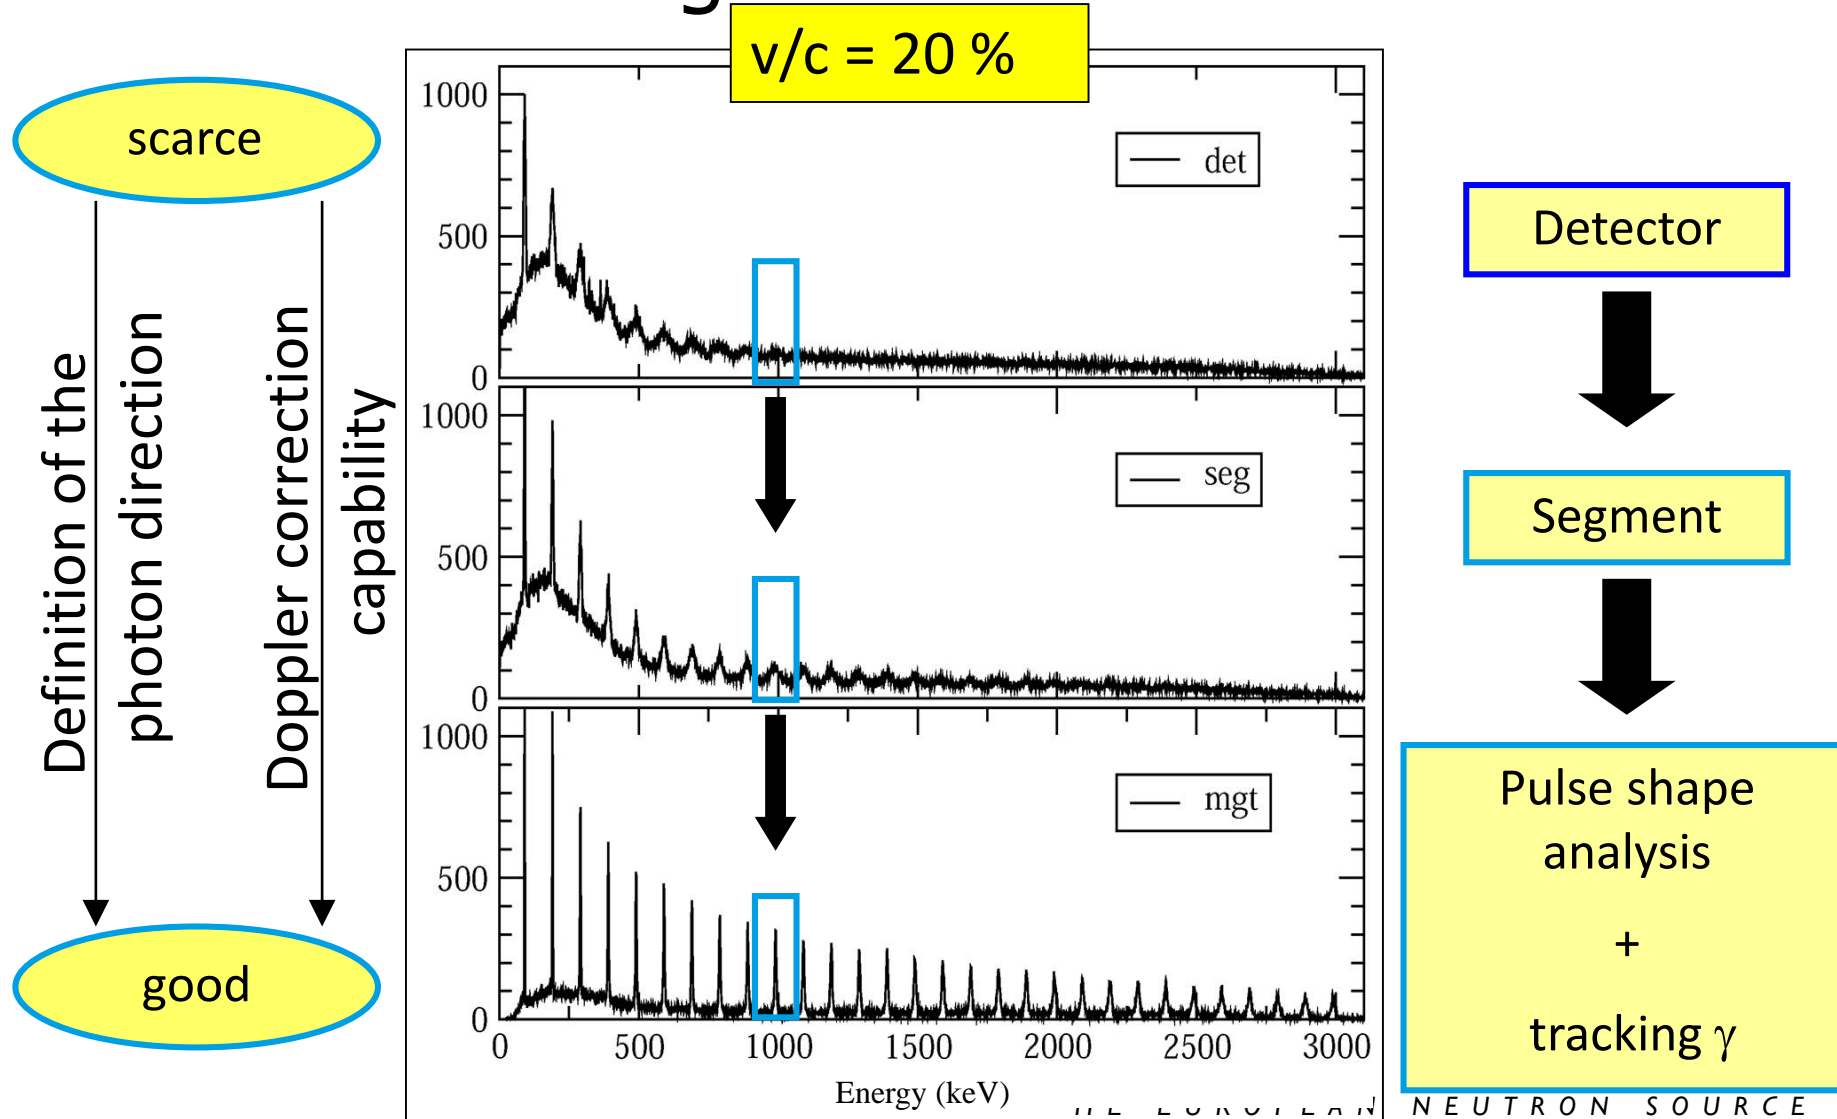 v/c = 20 %
scarce
Definition of the
photon direction
Doppler correction
capability
good
1000
500
0
det
1000
500
0
seg
1000
500
0
mgt
0
500
1000
1500
2000
2500
3000
Energy (keV)
Detector
Segment
Pulse shape
analysis
+
tracking γ
NEUTRON SOURCE